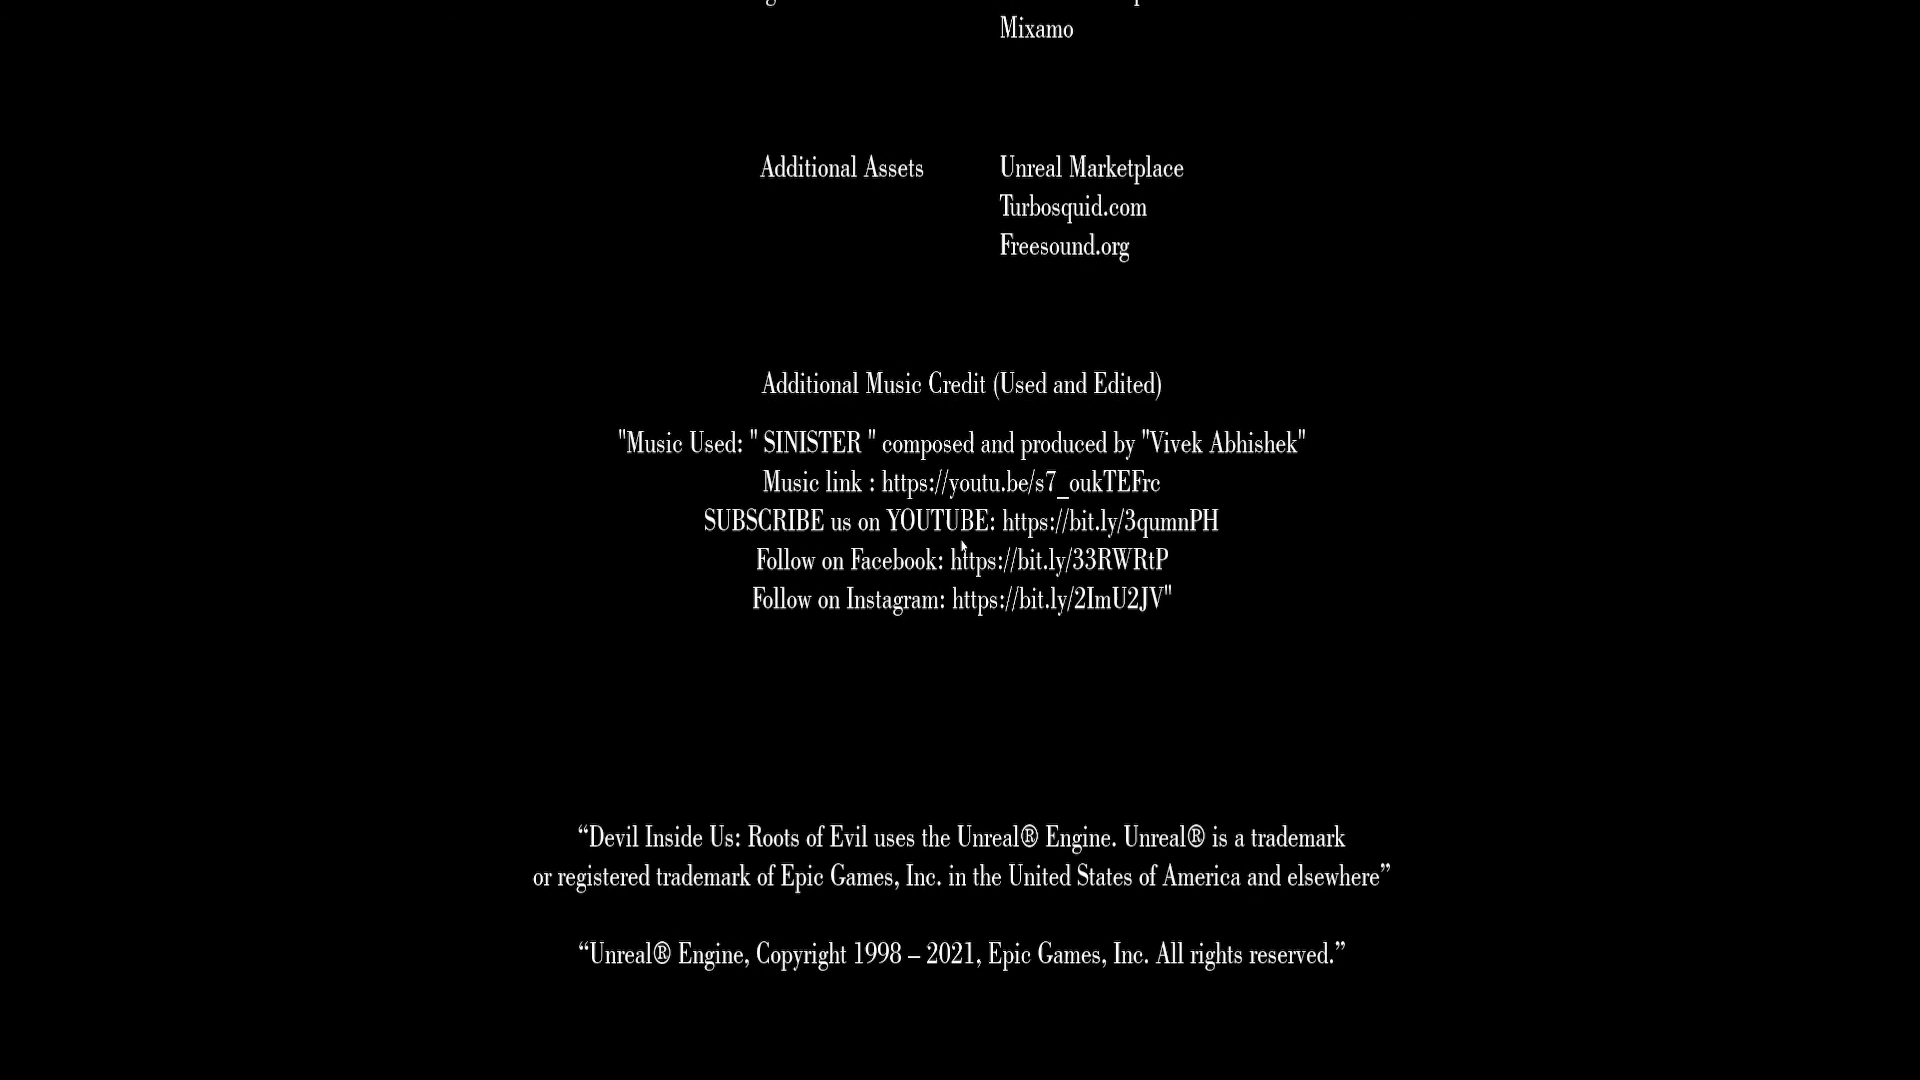 Mixamo
Additional Assets Unreal Marketplace
Turbosquid.com
Freesound.org
Additional Music Credit (Used and Edited)
"Music Used: " SINISTER " composed and produced by "Vivek Abhishek"
Music link : https://youtu.be/s7_oukTEFrc
SUBSCRIBE us on YOUTUBE: https://bit.ly/3qumnPH
Follow on Facebook: https://bit.ly/33RWRtP
Follow on Instagram: https://bit.ly/2ImU2JV"
“Devil Inside Us: Roots of Evil uses the Unreal® Engine. Unreal® is a trademark
or registered trademark of Epic Games, Inc. in the United States of America and elsewhere”
“Unreal® Engine, Copyright 1998 – 2021, Epic Games, Inc. All rights reserved.”